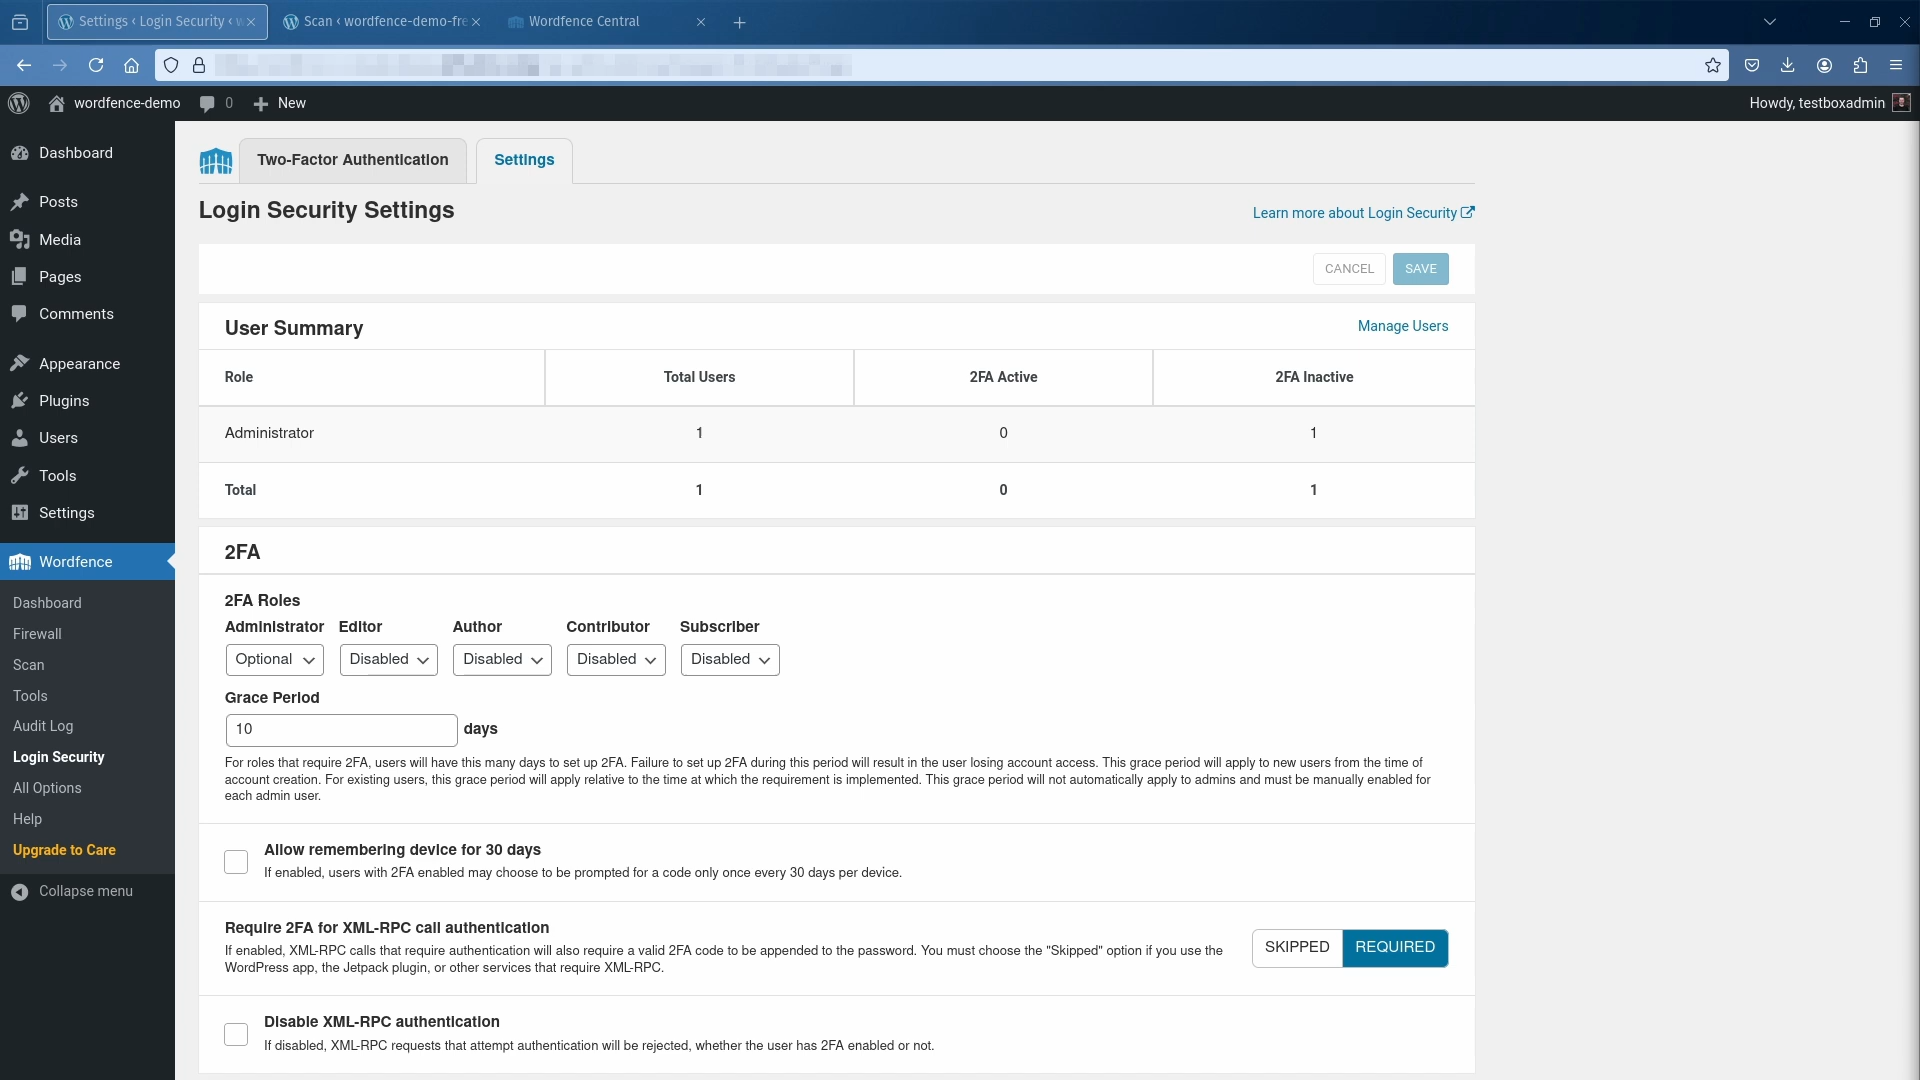 Settings ‹ Login Security ‹ w
Scan ‹ wordfence-demo-fre
Wordfence Central
wordfence-demo
0
New
Howdy, testboxadmin
Dashboard
Posts
Media
Pages
Comments
Appearance
Plugins
Users
Tools
Settings
Wordfence
Dashboard
Firewall
Scan
Tools
Audit Log
Login Security
All Options
Help
Upgrade to Care
Collapse menu
Two-Factor Authentication
Settings
Login Security Settings
Learn more about Login Security
CANCEL
SAVE
User Summary
Manage Users
Role Total Users 2FA Active 2FA Inactive
Administrator 1 0 1
Total 1 0 1
2FA
2FA Roles
Administrator Editor Author Contributor Subscriber
Optional Disabled Disabled Disabled Disabled
Grace Period
10 days
For roles that require 2FA, users will have this many days to set up 2FA. Failure to set up 2FA during this period will result in the user losing account access. This grace period will apply to new users from the time of
account creation. For existing users, this grace period will apply relative to the time at which the requirement is implemented. This grace period will not automatically apply to admins and must be manually enabled for
each admin user.
Allow remembering device for 30 days
If enabled, users with 2FA enabled may choose to be prompted for a code only once every 30 days per device.
Require 2FA for XML-RPC call authentication
If enabled, XML-RPC calls that require authentication will also require a valid 2FA code to be appended to the password. You must choose the "Skipped" option if you use the
WordPress app, the Jetpack plugin, or other services that require XML-RPC.
SKIPPED REQUIRED
Disable XML-RPC authentication
If disabled, XML-RPC requests that attempt authentication will be rejected, whether the user has 2FA enabled or not.